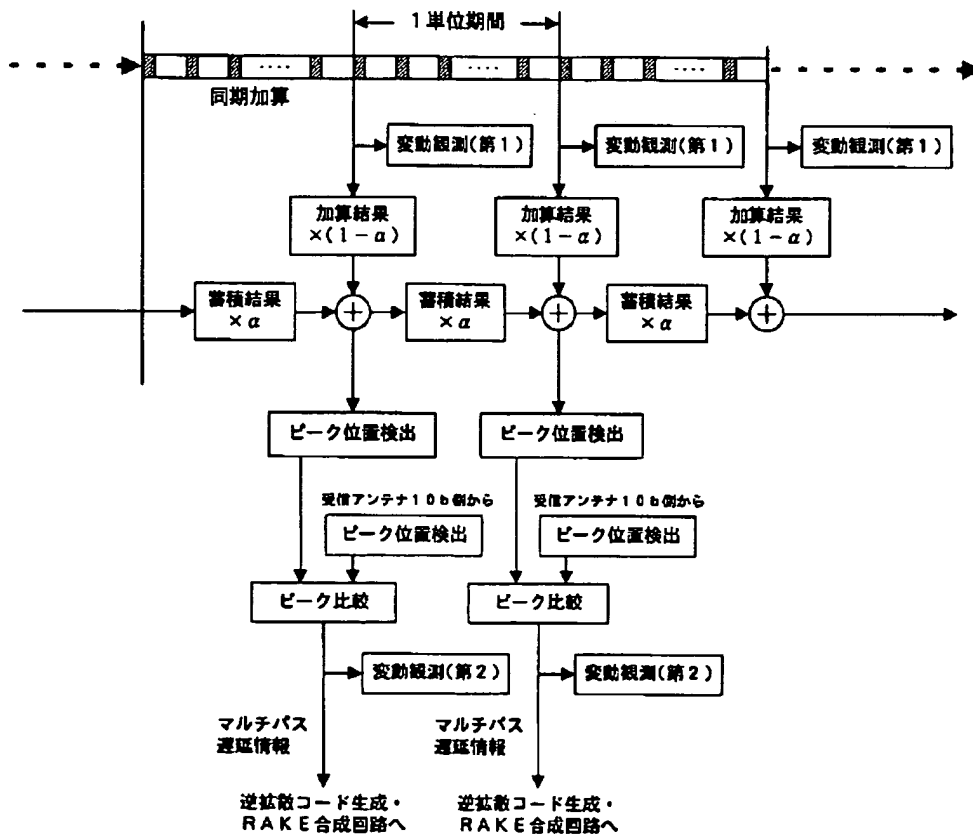 1単位期間
同期加算
変動観測(第1)
変動観測(第1)
変動観測(第1)
加算結果
×(1-α)
加算結果
×(1-α)
加算結果
×(1-α)
蓄積結果
×α
蓄積結果
×α
蓄積結果
×α
ピーク位置検出
ピーク位置検出
受信アンテナ10b側から
受信アンテナ10b側から
ピーク位置検出
ピーク位置検出
ピーク比較
ピーク比較
変動観測(第2)
変動観測(第2)
マルチパス
遅延情報
マルチパス
遅延情報
逆拡散コード生成・
RAKE合成回路へ
逆拡散コード生成・
RAKE合成回路へ